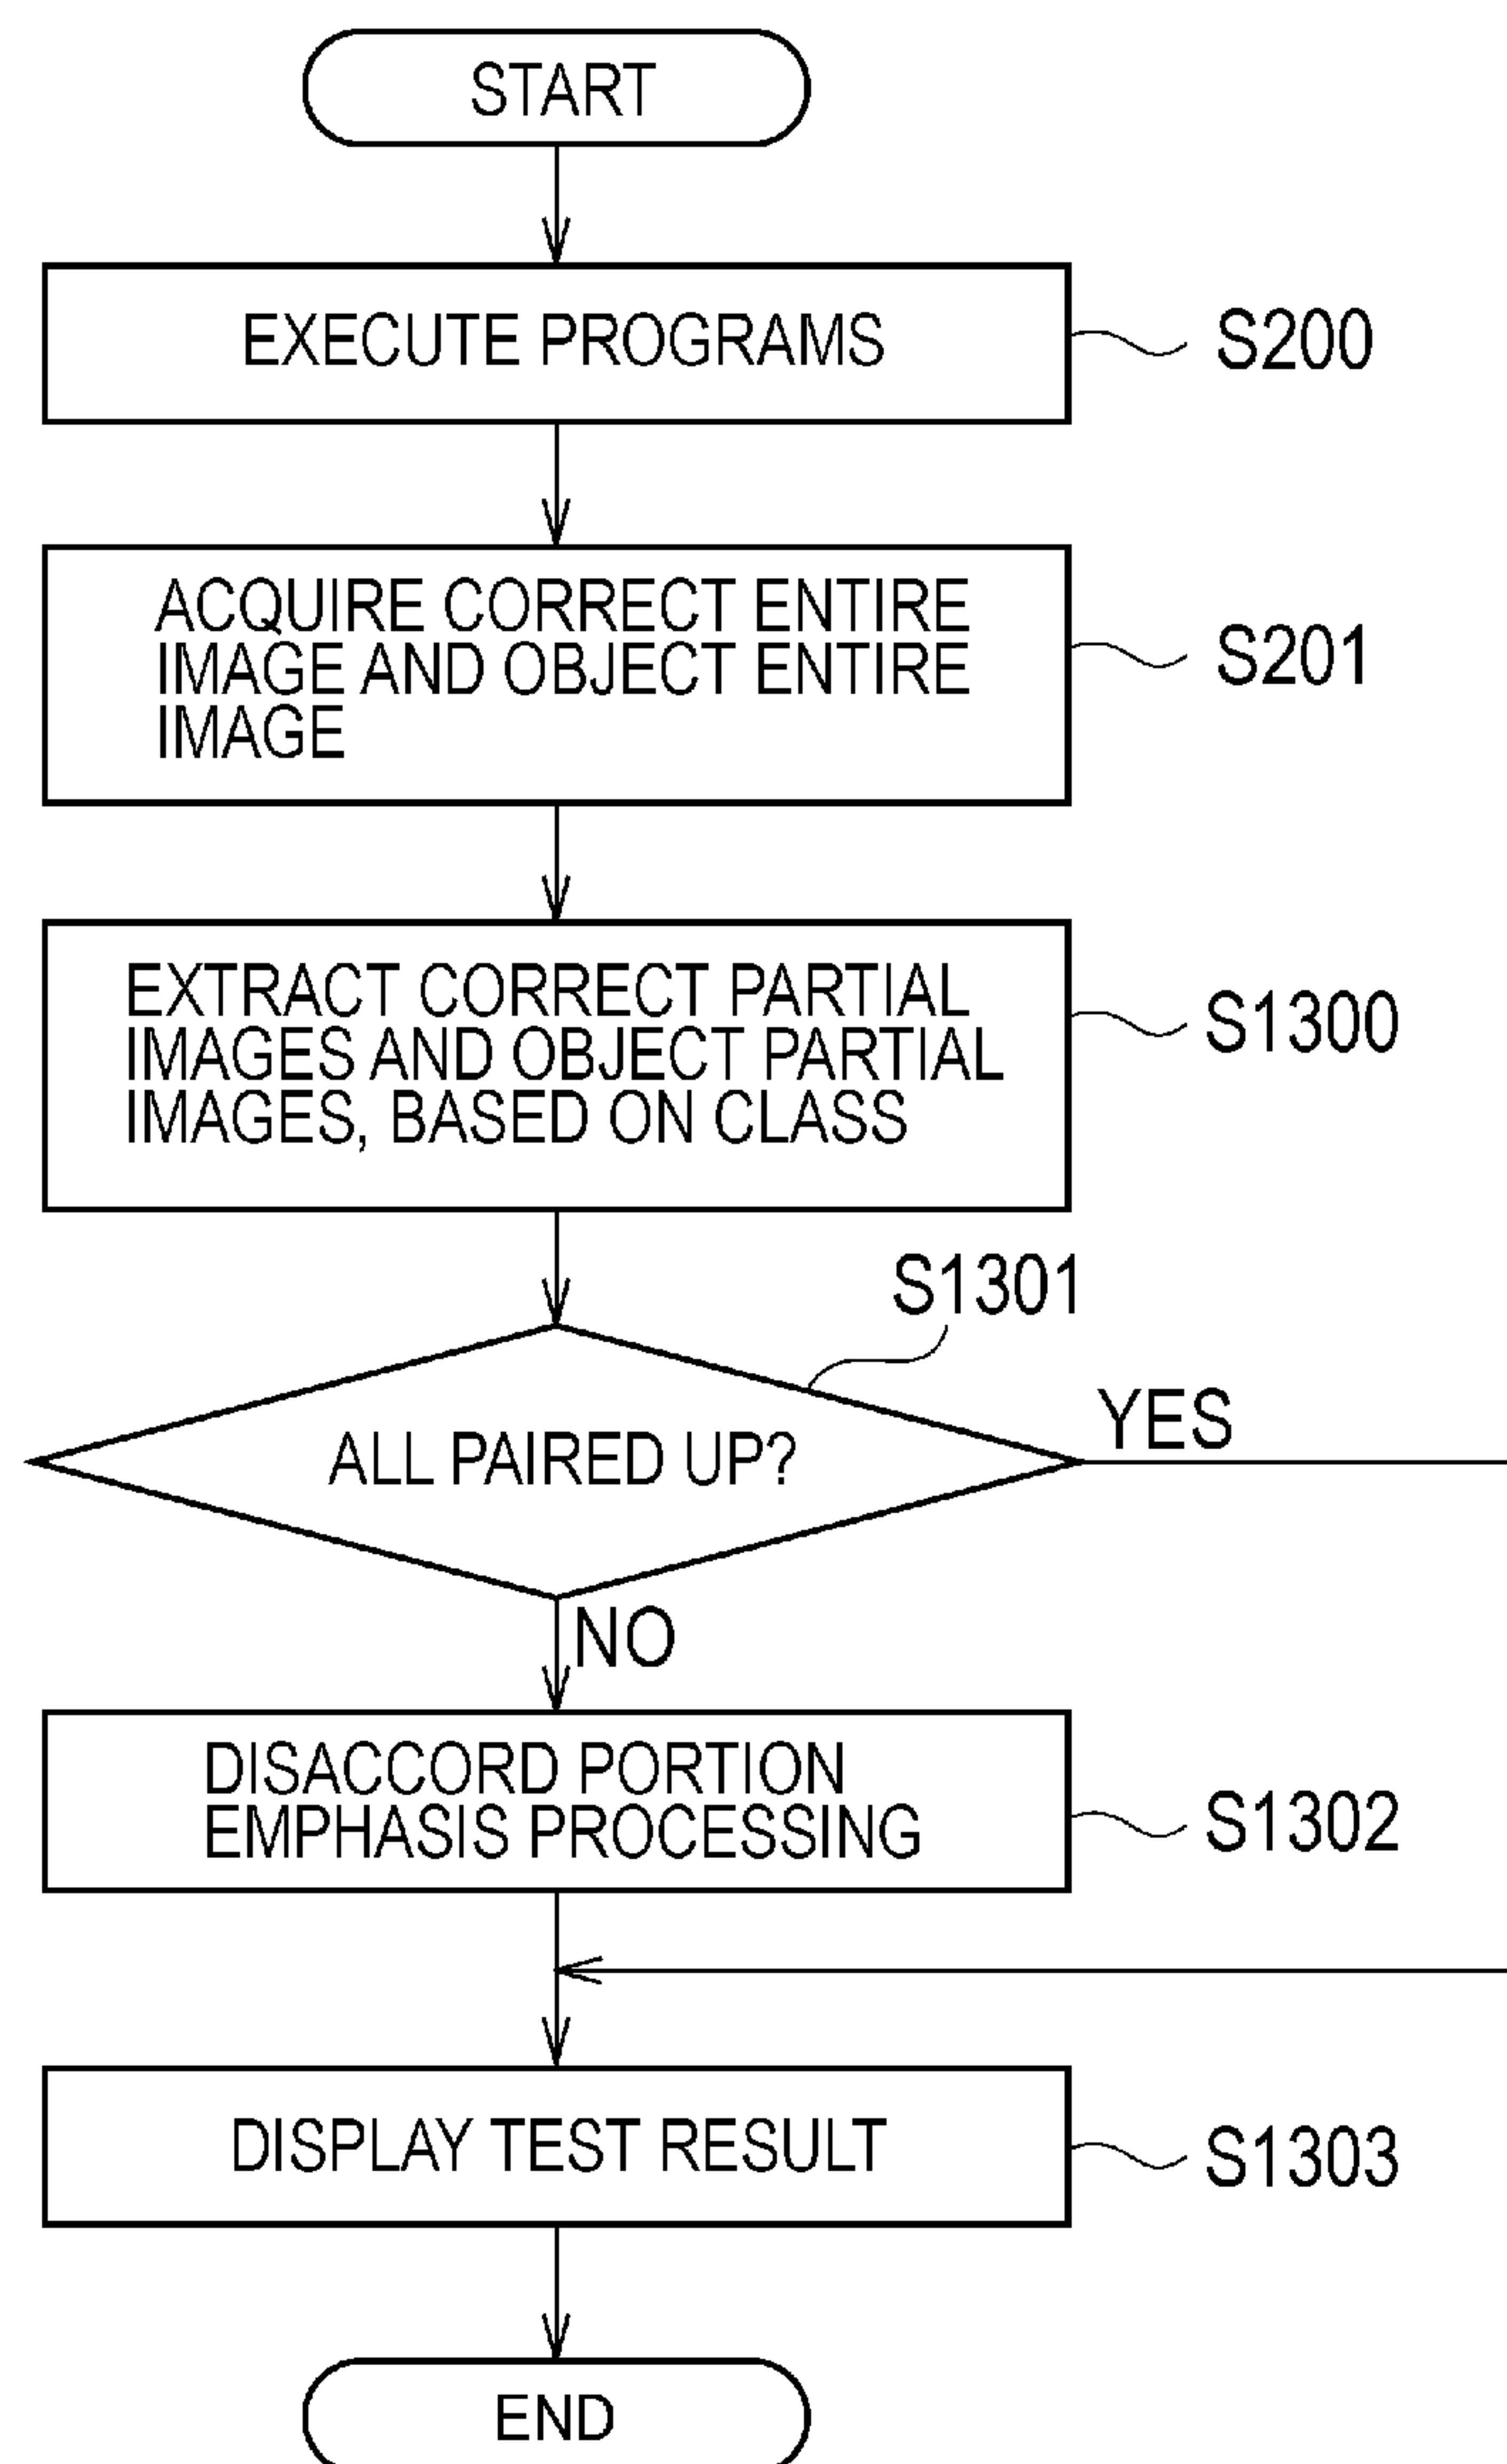 START
EXECUTE PROGRAMS
S200
ACQUIRE CORRECT ENTIRE
IMAGE AND OBJECT ENTIRE
IMAGE
S201
EXTRACT CORRECT PARTIAL
IMAGES AND OBJECT PARTIAL
IMAGES, BASED ON CLASS
S1300
S1301
ALL PAIRED UP?
YES
NO
DISACCORD PORTION
EMPHASIS PROCESSING
S1302
DISPLAY TEST RESULT
S1303
END